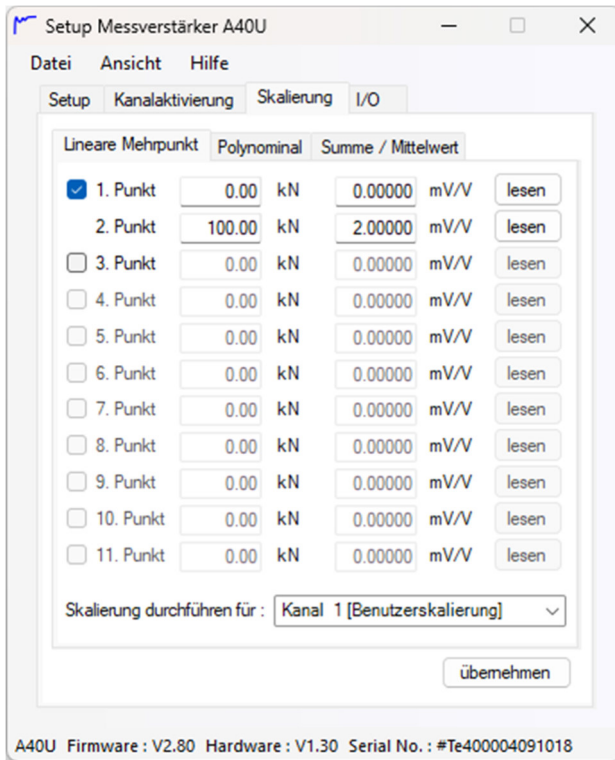 Setup Messverstärker A40U
Datei Ansicht Hilfe
Setup Kanalaktivierung Skalierung I/O
Lineare Mehrpunkt Polynominal Summe / Mittelwert
1. Punkt 0.00 kN 0.00000 mV/V lesen
2. Punkt 100.00 kN 2.00000 mV/V lesen
3. Punkt 0.00 kN 0.00000 mV/V lesen
4. Punkt 0.00 kN 0.00000 mV/V lesen
5. Punkt 0.00 kN 0.00000 mV/V lesen
6. Punkt 0.00 kN 0.00000 mV/V lesen
7. Punkt 0.00 kN 0.00000 mV/V lesen
8. Punkt 0.00 kN 0.00000 mV/V lesen
9. Punkt 0.00 kN 0.00000 mV/V lesen
10. Punkt 0.00 kN 0.00000 mV/V lesen
11. Punkt 0.00 kN 0.00000 mV/V lesen
Skalierung durchführen für : Kanal 1 [Benutzerskalierung]
übernehmen
A40U Firmware : V2.80 Hardware : V1.30 Serial No. : #Te400004091018